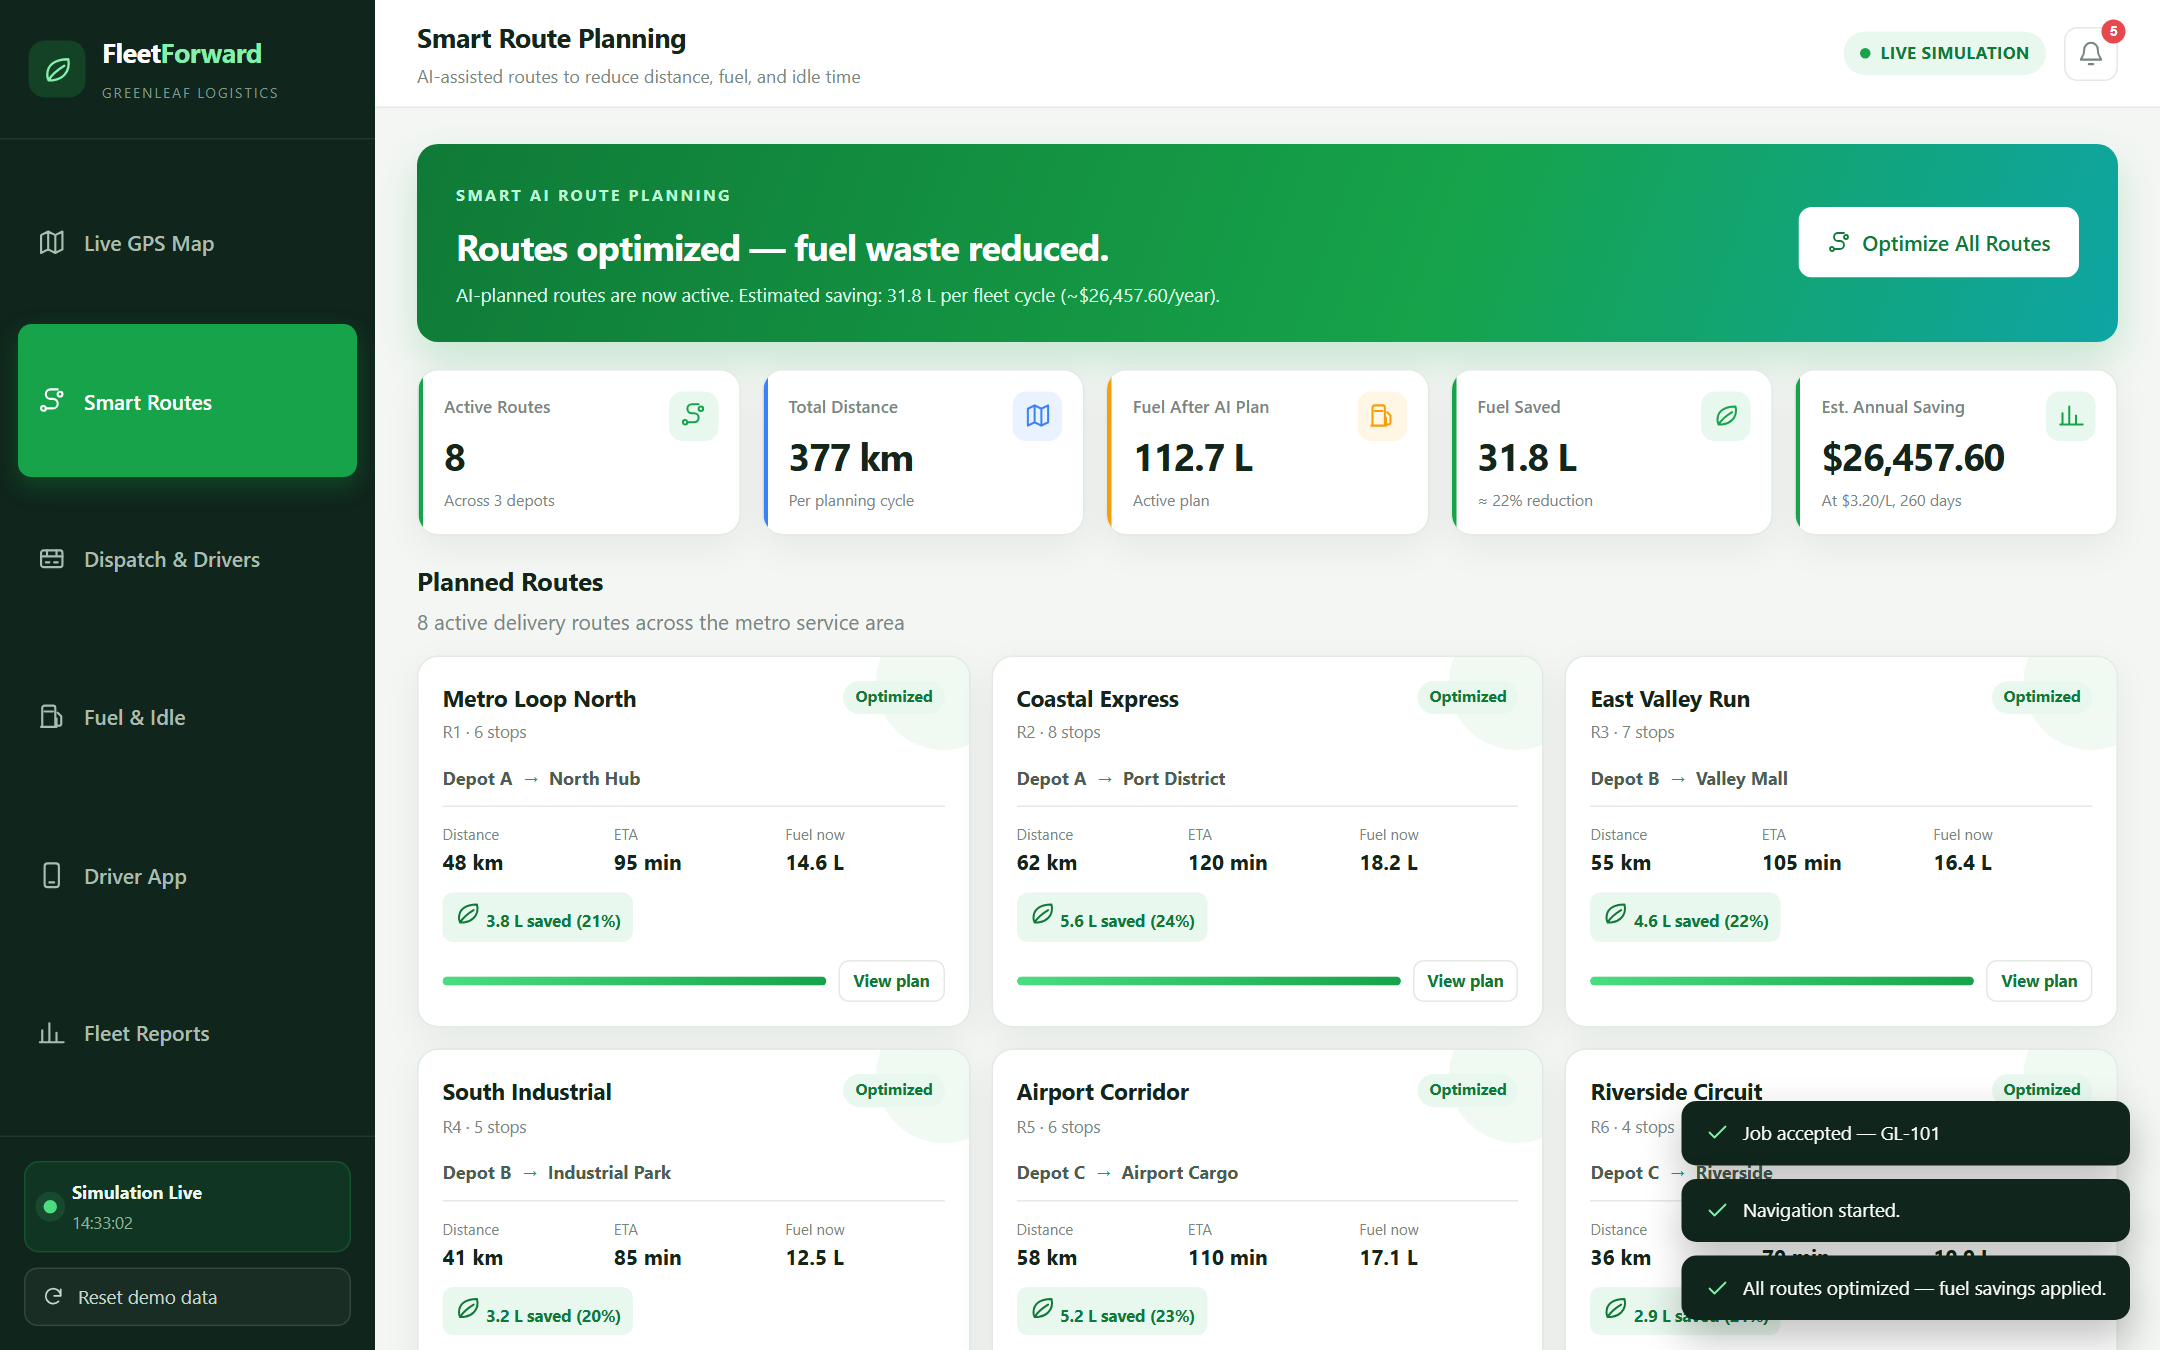 FleetForward
GREENLEAF LOGISTICS
Live GPS Map
Smart Routes
Dispatch & Drivers
Fuel & Idle
Driver App
Fleet Reports
Simulation Live
14:33:02
Reset demo data
Smart Route Planning
AI-assisted routes to reduce distance, fuel, and idle time
LIVE SIMULATION
5
SMART AI ROUTE PLANNING
Routes optimized — fuel waste reduced.
AI-planned routes are now active. Estimated saving: 31.8 L per fleet cycle (~$26,457.60/year).
Optimize All Routes
Active Routes
8
Across 3 depots
Total Distance
377 km
Per planning cycle
Fuel After AI Plan
112.7 L
Active plan
Fuel Saved
31.8 L
≈ 22% reduction
Est. Annual Saving
$26,457.60
At $3.20/L, 260 days
Planned Routes
8 active delivery routes across the metro service area
Metro Loop North
Optimized
R1 · 6 stops
Depot A → North Hub
Distance ETA Fuel now
48 km 95 min 14.6 L
3.8 L saved (21%)
View plan
Coastal Express
Optimized
R2 · 8 stops
Depot A → Port District
Distance ETA Fuel now
62 km 120 min 18.2 L
5.6 L saved (24%)
View plan
East Valley Run
Optimized
R3 · 7 stops
Depot B → Valley Mall
Distance ETA Fuel now
55 km 105 min 16.4 L
4.6 L saved (22%)
View plan
South Industrial
Optimized
R4 · 5 stops
Depot B → Industrial Park
Distance ETA Fuel now
41 km 85 min 12.5 L
3.2 L saved (20%)
Airport Corridor
Optimized
R5 · 6 stops
Depot C → Airport Cargo
Distance ETA Fuel now
58 km 110 min 17.1 L
5.2 L saved (23%)
Riverside Circuit
Optimized
R6 · 4 stops
Depot C → Riverside
Distance
36 km
2.9 L
Job accepted — GL-101
Navigation started.
All routes optimized — fuel savings applied.